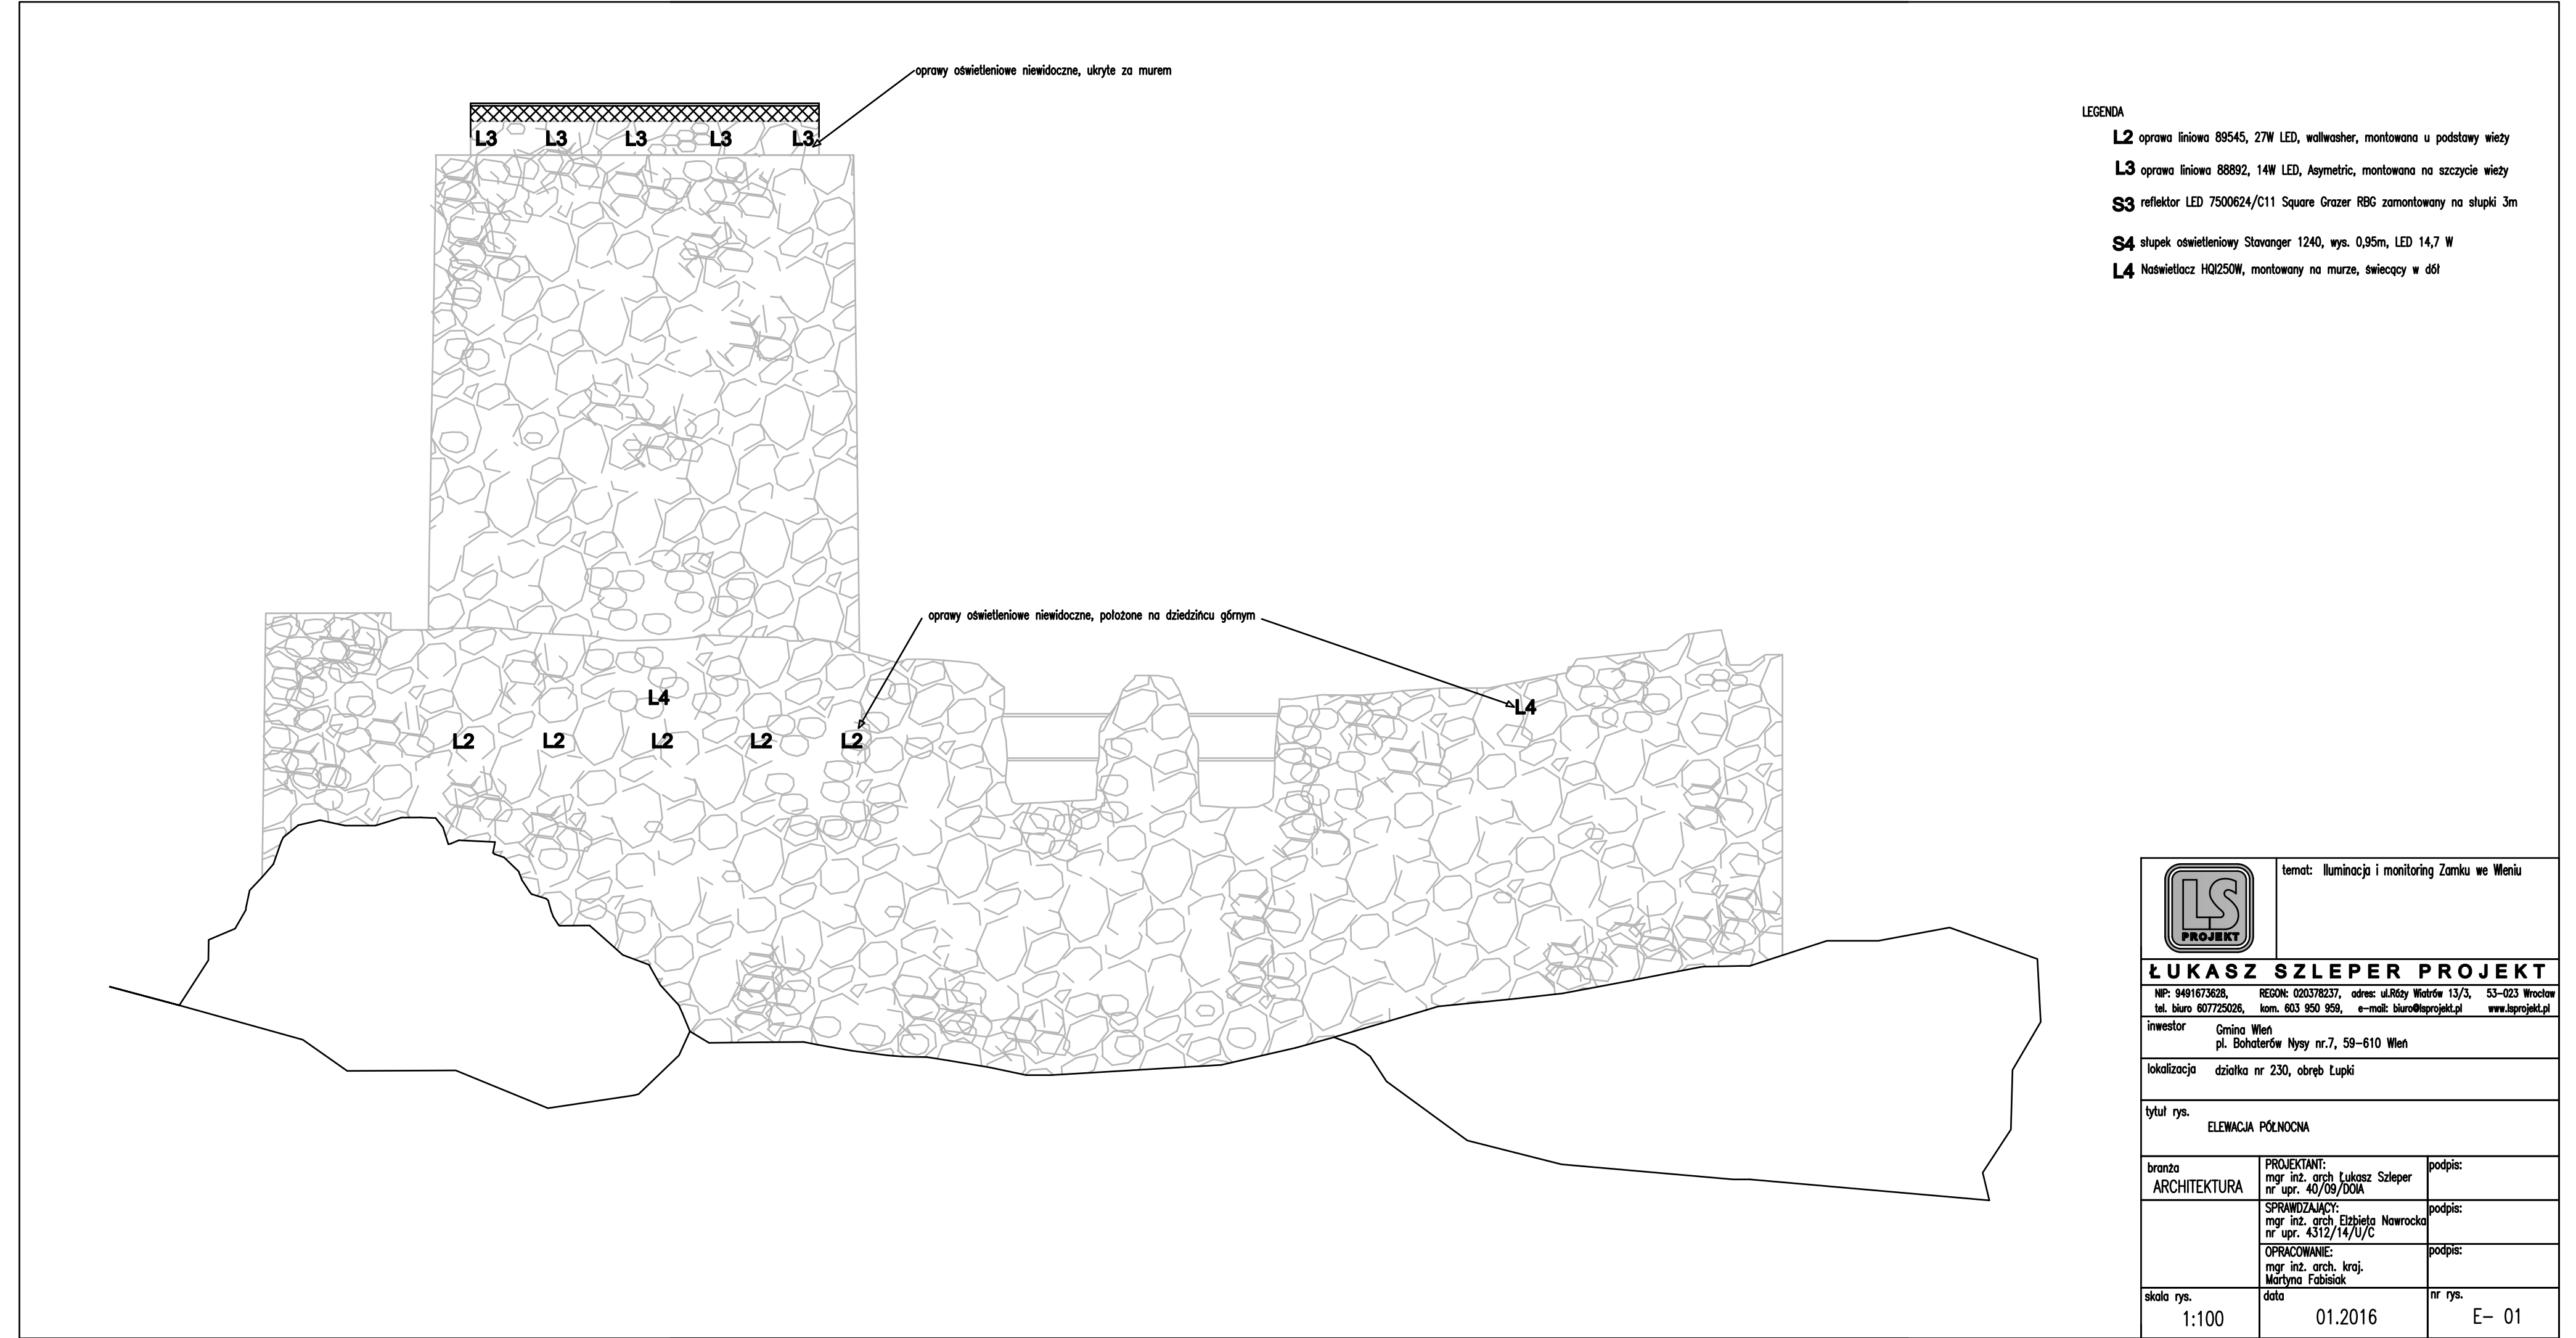 oprawy oświetleniowe niewidoczne, ukryte za murem
L3 L3 L3 L3 L3
oprawy oświetleniowe niewidoczne, położone na dziedzińcu górnym
L4 L4
L2 L2 L2 L2 L2
LEGENDA
L2 oprawa liniowa 89545, 27W LED, wallwasher, montowana u podstawy wieży
L3 oprawa liniowa 88892, 14W LED, Asymetric, montowana na szczycie wieży
S3 reflektor LED 7500624/C11 Square Grazer RBG zamontowany na słupki 3m
S4 słupek oświetleniowy Stavanger 1240, wys. 0,95m, LED 14,7 W
L4 Naświetlacz HQI250W, montowany na murze, świecący w dół
LS
PROJEKT
temat: Iluminacja i monitoring Zamku we Wleniu
ŁUKASZ SZLEPER PROJEKT
NIP: 9491673628, REGON: 020378237, adres: ul.Róży Wiatrów 13/3, 53-023 Wrocław
tel. biuro 607725026, kom. 603 950 959, e-mail: biuro@lsprojekt.pl www.lsprojekt.pl
inwestor
Gmina Wleń
pl. Bohaterów Nysy nr.7, 59-610 Wleń
lokalizacja działka nr 230, obręb Łupki
tytuł rys.
ELEWACJA PÓŁNOCNA
branża
ARCHITEKTURA
PROJEKTANT:
mgr inż. arch Łukasz Szleper
nr upr. 40/09/DOIA
podpis:
SPRAWDZAJĄCY:
mgr inż. arch Elżbieta Nawrocka
nr upr. 4312/14/U/C
podpis:
OPRACOWANIE:
mgr inż. arch. kraj.
Martyna Fabisiak
podpis:
skala rys.
1:100
data
01.2016
nr rys.
E- 01